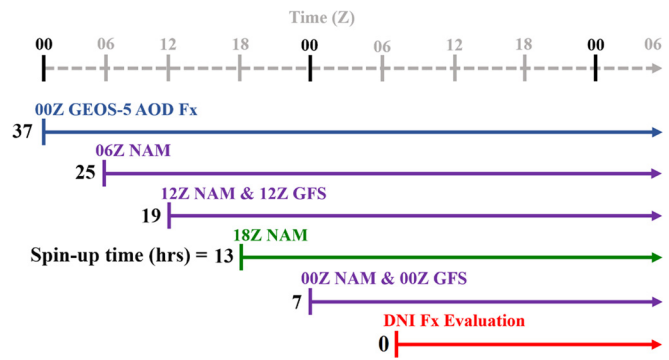 Time (Z)
00 06 12 18 00 06 12 18 00 06
00Z GEOS-5 AOD Fx
37
06Z NAM
25
12Z NAM & 12Z GFS
19
18Z NAM
Spin-up time (hrs) = 13
00Z NAM & 00Z GFS
7
DNI Fx Evaluation
0